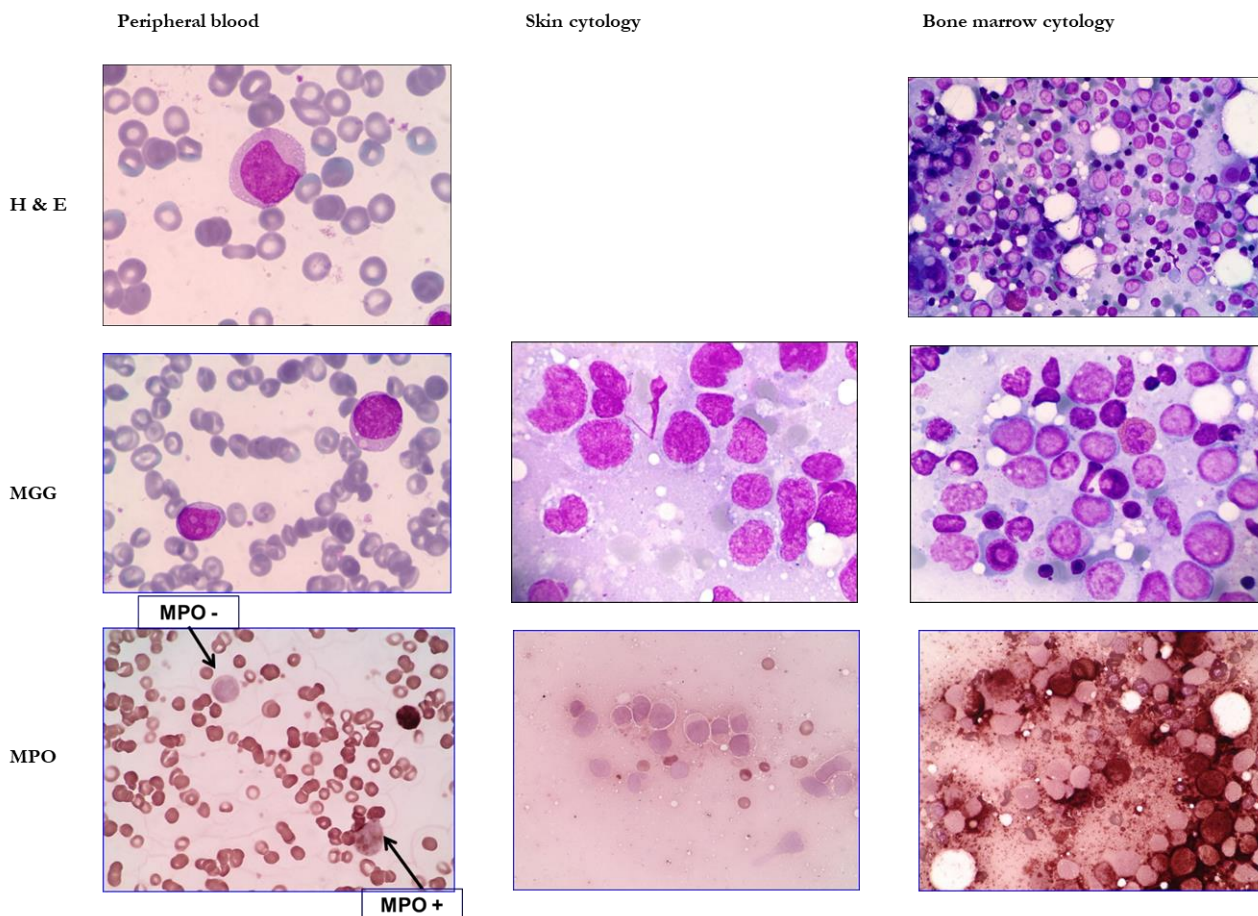 Peripheral blood
Skin cytology
Bone marrow cytology
H & E
MGG
MPO -
MPO
MPO +